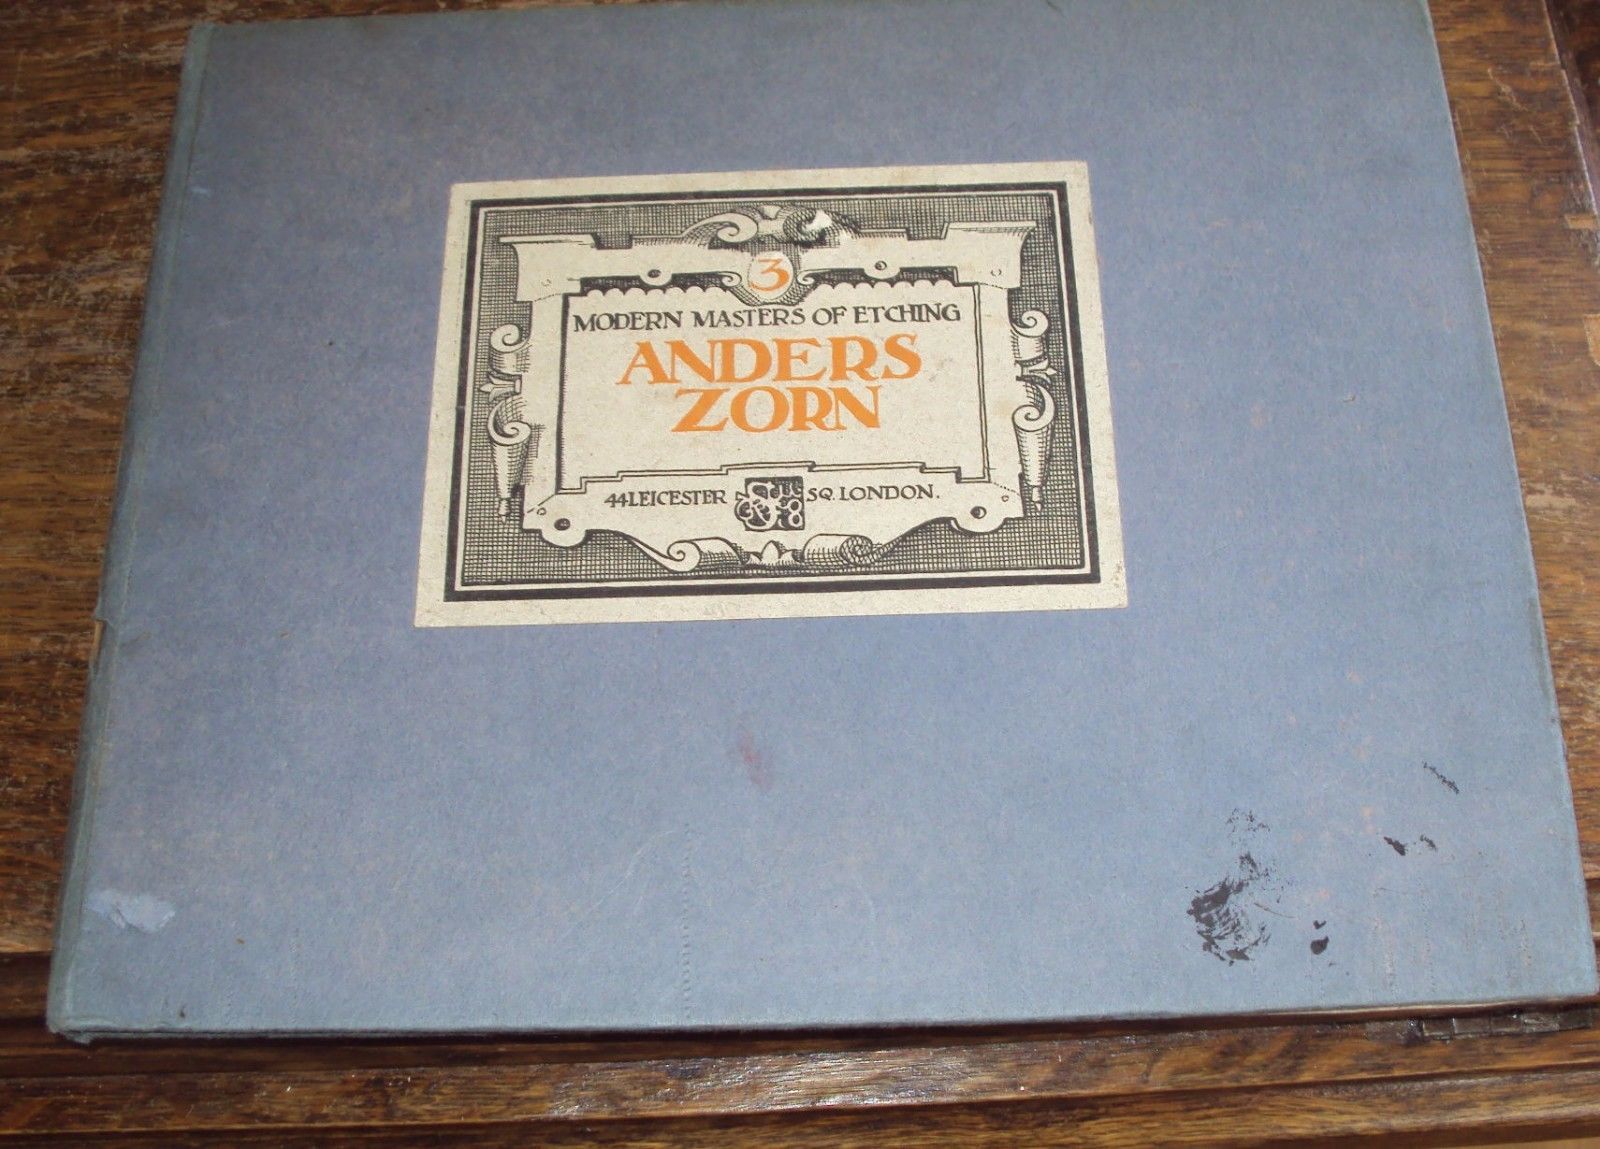 3
MODERN MASTERS OF ETCHING
ANDERS
ZORN
44 LEICESTER SQ. LONDON.